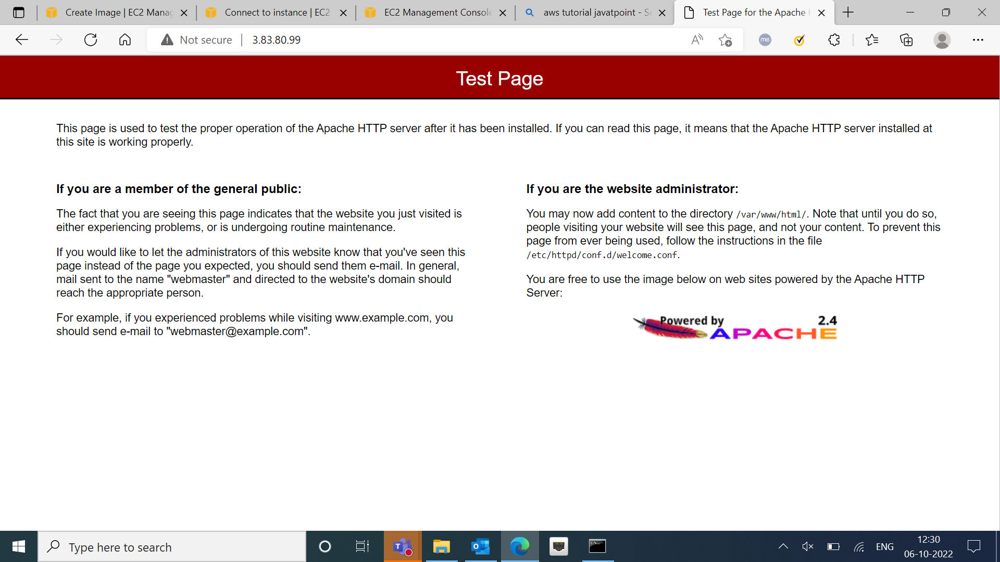 Create Image | EC2 Manag
Connect to instance | EC2
EC2 Management Console
aws tutorial javatpoint - Se
Test Page for the Apache H
Not secure
3.83.80.99
me
Test Page
This page is used to test the proper operation of the Apache HTTP server after it has been installed. If you can read this page, it means that the Apache HTTP server installed at
this site is working properly.
If you are a member of the general public:
The fact that you are seeing this page indicates that the website you just visited is
either experiencing problems, or is undergoing routine maintenance.
If you would like to let the administrators of this website know that you've seen this
page instead of the page you expected, you should send them e-mail. In general,
mail sent to the name "webmaster" and directed to the website's domain should
reach the appropriate person.
For example, if you experienced problems while visiting www.example.com, you
should send e-mail to "webmaster@example.com".
If you are the website administrator:
You may now add content to the directory /var/www/html/. Note that until you do so,
people visiting your website will see this page, and not your content. To prevent this
page from ever being used, follow the instructions in the file
/etc/httpd/conf.d/welcome.conf.
You are free to use the image below on web sites powered by the Apache HTTP
Server:
Powered by 2.4
APACHE
Type here to search
ENG
12:30
06-10-2022